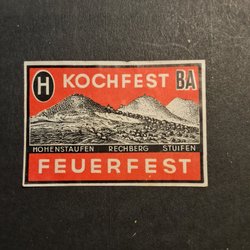 H KOCHFEST BA
HOHENSTAUFEN RECHBERG STUIFEN
FEUERFEST